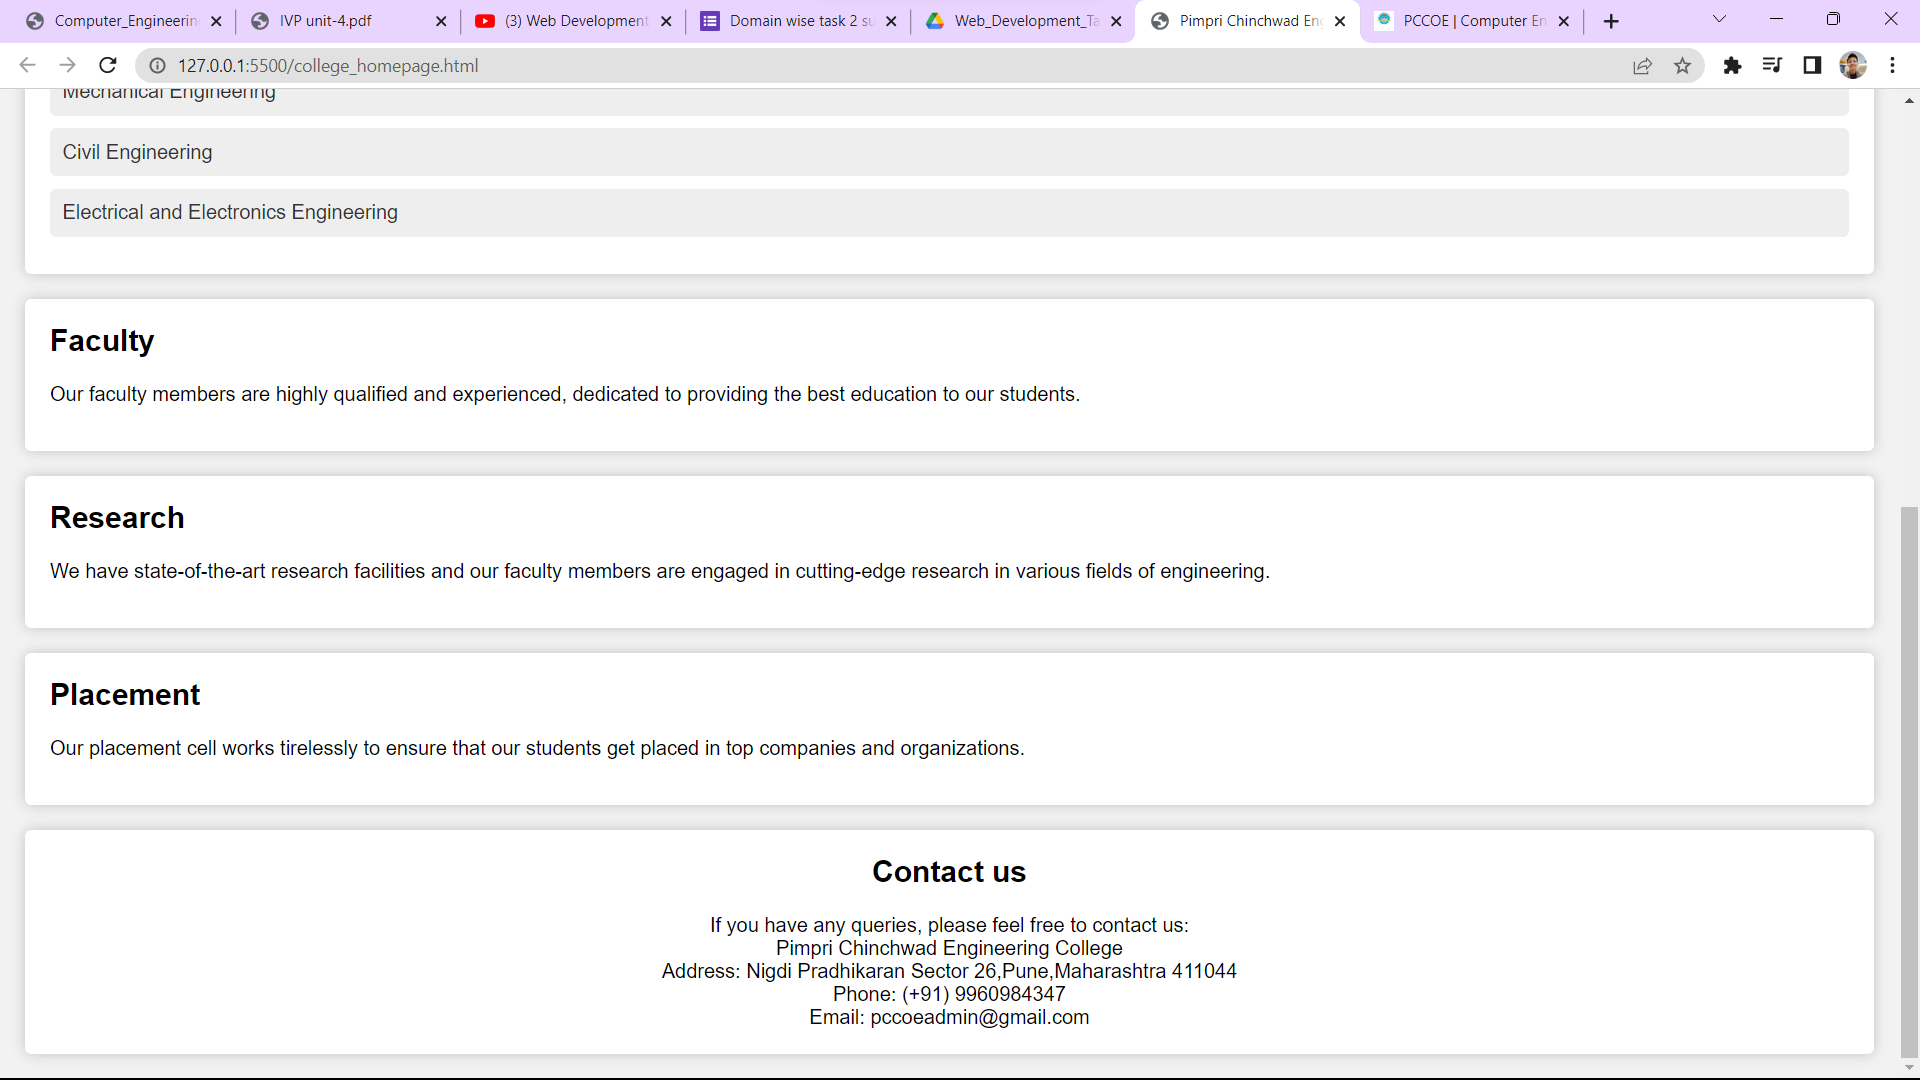 Computer_Engineerin
IVP unit-4.pdf
(3) Web Development
Domain wise task 2 su
Web_Development_Ta
Pimpri Chinchwad En
PCCOE | Computer En
127.0.0.1:5500/college_homepage.html
Mechanical Engineering
Civil Engineering
Electrical and Electronics Engineering
Faculty
Our faculty members are highly qualified and experienced, dedicated to providing the best education to our students.
Research
We have state-of-the-art research facilities and our faculty members are engaged in cutting-edge research in various fields of engineering.
Placement
Our placement cell works tirelessly to ensure that our students get placed in top companies and organizations.
Contact us
If you have any queries, please feel free to contact us:
Pimpri Chinchwad Engineering College
Address: Nigdi Pradhikaran Sector 26,Pune,Maharashtra 411044
Phone: (+91) 9960984347
Email: pccoeadmin@gmail.com